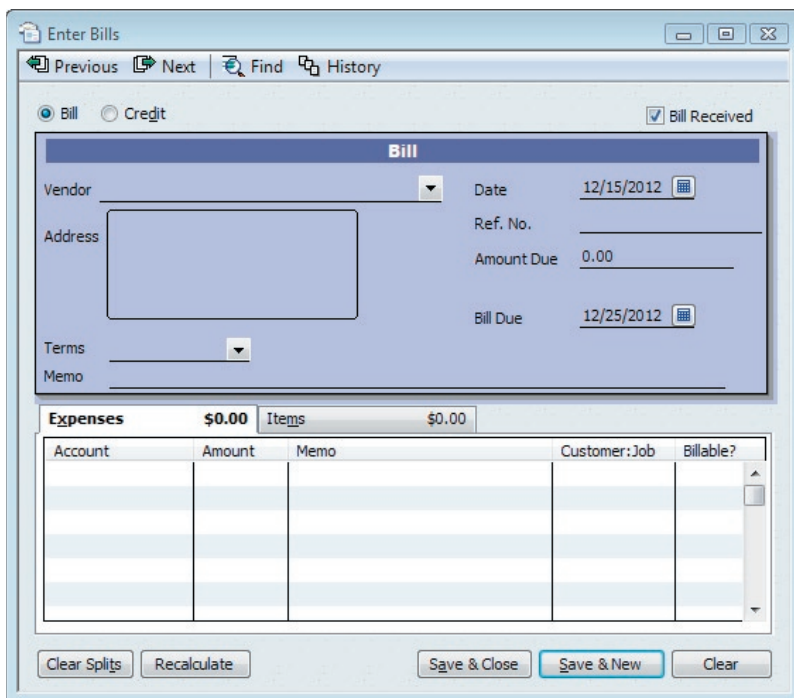 Enter Bills
Previous Next Find History
Bill Credit Bill Received
Bill
Vendor Date 12/15/2012
Ref. No.
Address
Amount Due 0.00
Bill Due 12/25/2012
Terms
Memo
Expenses $0.00 Items $0.00
Account Amount Memo Customer:Job Billable?
Clear Splits Recalculate Save & Close Save & New Clear